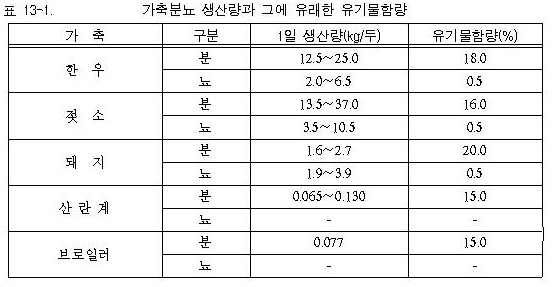 표 13-1. 가축분뇨 생산량과 그에 유래한 유기물함량
가 축 구분 1일 생산량(kg/두) 유기물함량(%)
한 우 분 12.5~25.0 18.0
뇨 2.0~6.5 0.5
젖 소 분 13.5~37.0 16.0
뇨 3.5~10.5 0.5
돼 지 분 1.6~2.7 20.0
뇨 1.9~3.9 0.5
산 란 계 분 0.065~0.130 15.0
뇨 - -
브로일러 분 0.077 15.0
뇨 - -